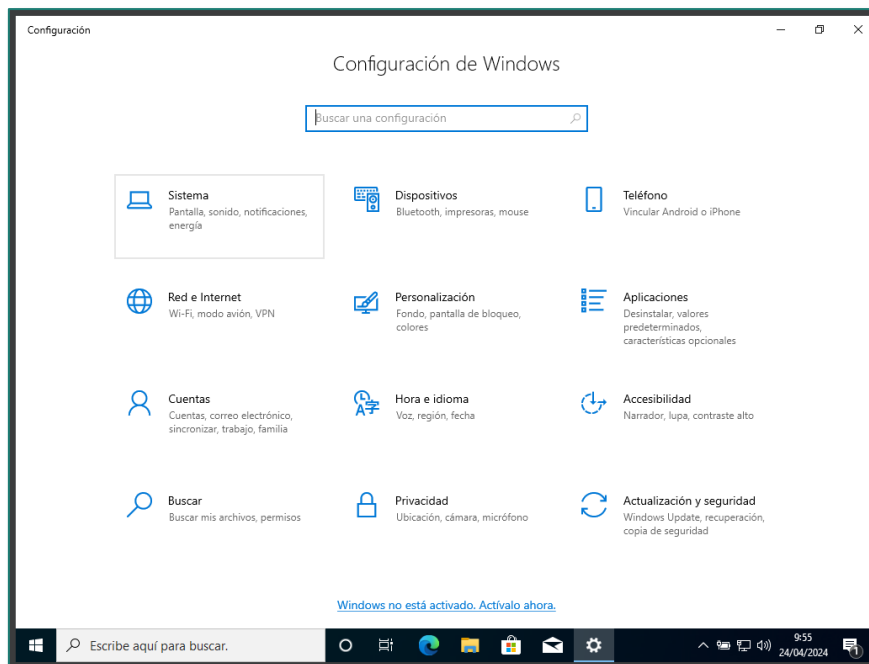 Configuración
Configuración de Windows
Buscar una configuración
Sistema
Pantalla, sonido, notificaciones,
energía
Dispositivos
Bluetooth, impresoras, mouse
Teléfono
Vincular Android o iPhone
Red e Internet
Wi-Fi, modo avión, VPN
Personalización
Fondo, pantalla de bloqueo,
colores
Aplicaciones
Desinstalar, valores
predeterminados,
características opcionales
Cuentas
Cuentas, correo electrónico,
sincronizar, trabajo, familia
Hora e idioma
Voz, región, fecha
Accesibilidad
Narrador, lupa, contraste alto
Buscar
Buscar mis archivos, permisos
Privacidad
Ubicación, cámara, micrófono
Actualización y seguridad
Windows Update, recuperación,
copia de seguridad
Windows no está activado. Actívalo ahora.
Escribe aquí para buscar.
9:55
24/04/2024
1